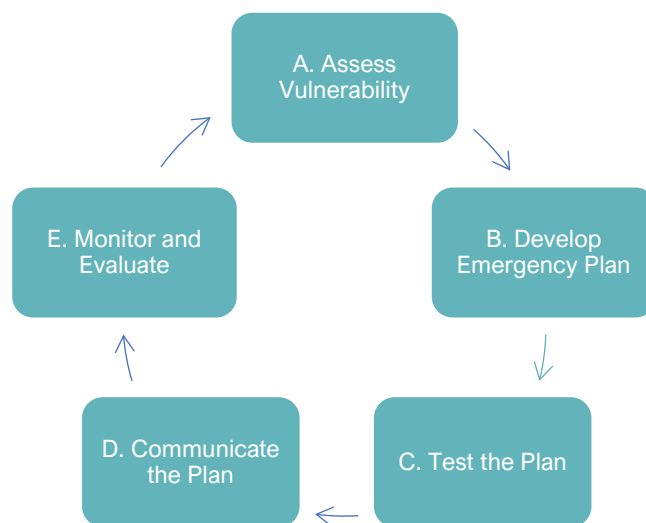 A. Assess
Vulnerability
B. Develop
Emergency Plan
C. Test the Plan
D. Communicate
the Plan
E. Monitor and
Evaluate